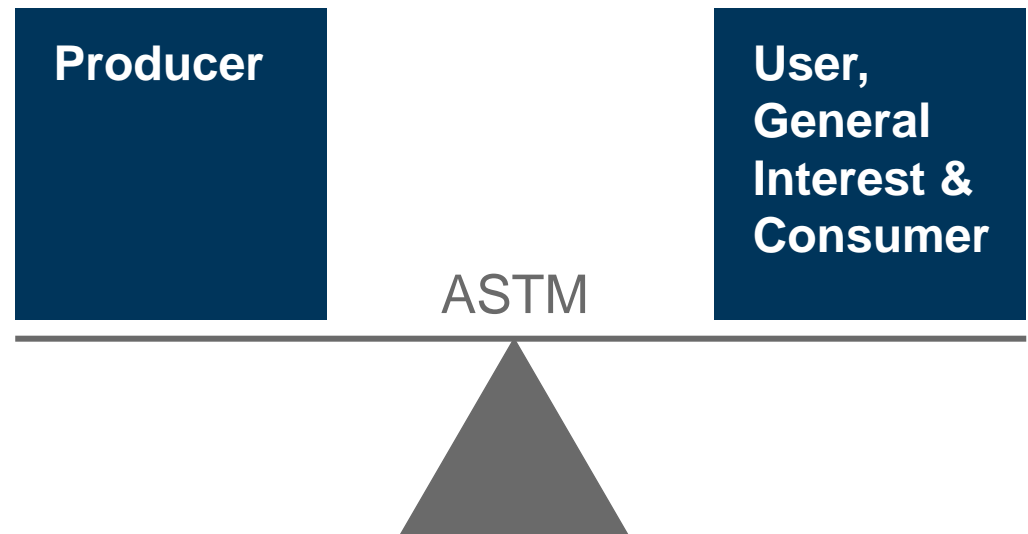 Producer
User,
General
Interest &
Consumer
ASTM